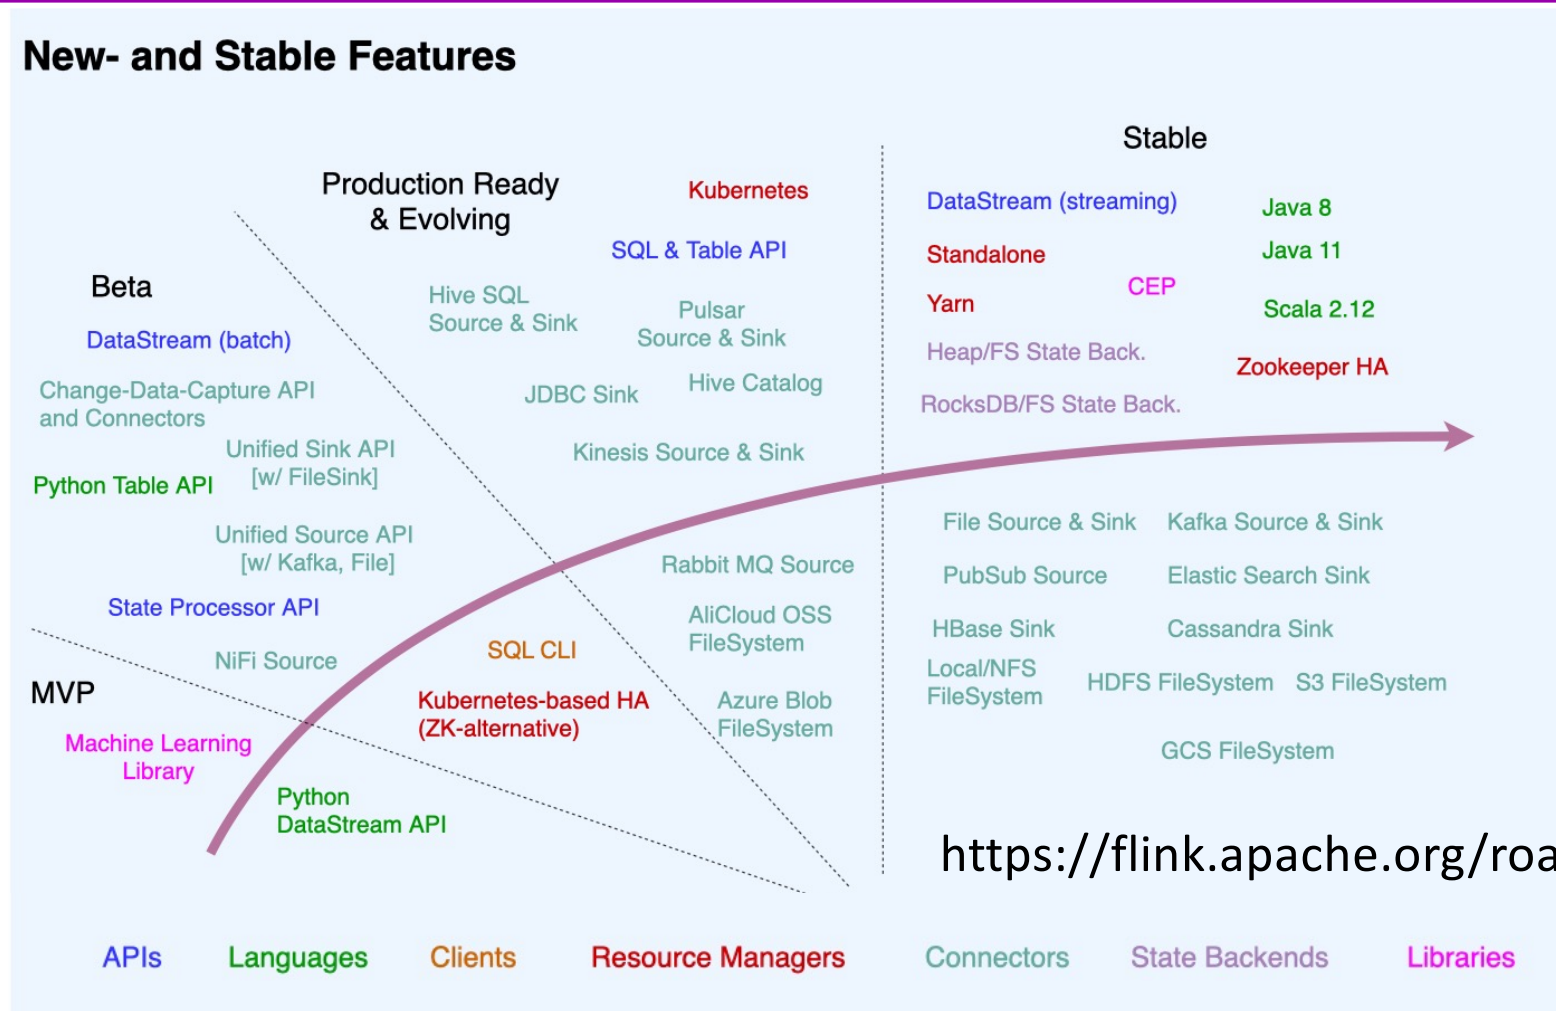 New- and Stable Features
Stable
Production Ready
& Evolving
Kubernetes
DataStream (streaming)
Java 8
SQL & Table API
Standalone
Java 11
Beta
Hive SQL
Source & Sink
CEP
Yarn
Pulsar
Source & Sink
Scala 2.12
DataStream (batch)
Heap/FS State Back.
Zookeeper HA
Change-Data-Capture API
and Connectors
JDBC Sink
Hive Catalog
RocksDB/FS State Back.
Unified Sink API
[w/ FileSink]
Kinesis Source & Sink
Python Table API
Unified Source API
[w/ Kafka, File]
File Source & Sink
Kafka Source & Sink
Rabbit MQ Source
PubSub Source
Elastic Search Sink
State Processor API
AliCloud OSS
FileSystem
HBase Sink
Cassandra Sink
NiFi Source
SQL CLI
Local/NFS
FileSystem
HDFS FileSystem
S3 FileSystem
MVP
Kubernetes-based HA
(ZK-alternative)
Azure Blob
FileSystem
Machine Learning
Library
GCS FileSystem
Python
DataStream API
https://flink.apache.org/roa
APIs
Languages
Clients
Resource Managers
Connectors
State Backends
Libraries